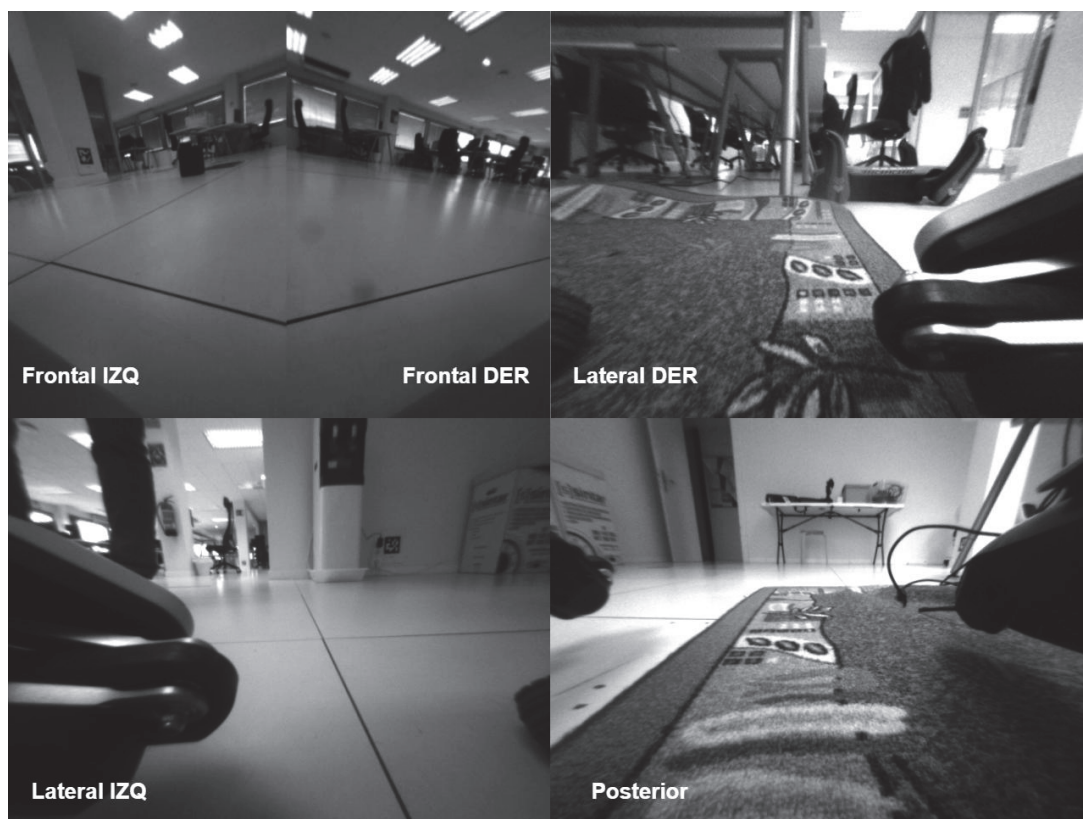 Frontal IZQ
Frontal DER
Lateral DER
Lateral IZQ
Posterior